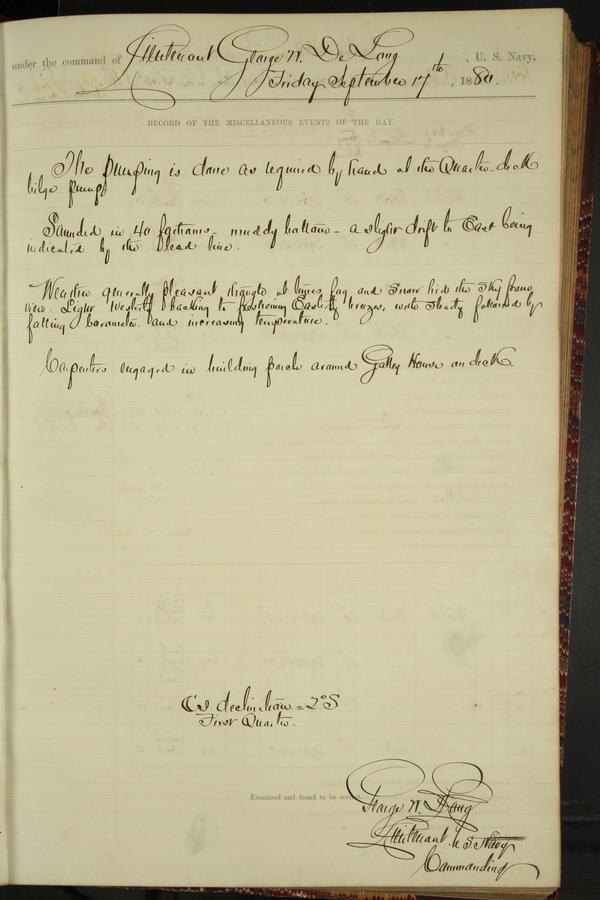 under the command of Lieutenant George W. De Long, U. S. Navy,
Friday September 17th, 1880.
RECORD OF THE MISCELLANEOUS EVENTS OF THE DAY.
The pumping is done as required by hand at the Quarter deck
bilge pumps
Sounded in 40 fathoms - muddy bottom - a slight drift to East being
indicated by the lead line.
Weather generally pleasant though at times fog and snow hid the sky from
view. Light Westerly backing to freshening Easterly breezes, with steady followed by
falling barometer and increasing temperature.
Carpenters engaged in building porch around Galley House on deck.
☾'s declination = 2° S
First Quarter.
Examined and found to be correct.
George W. De Long
Lieutenant U.S. Navy
Commanding